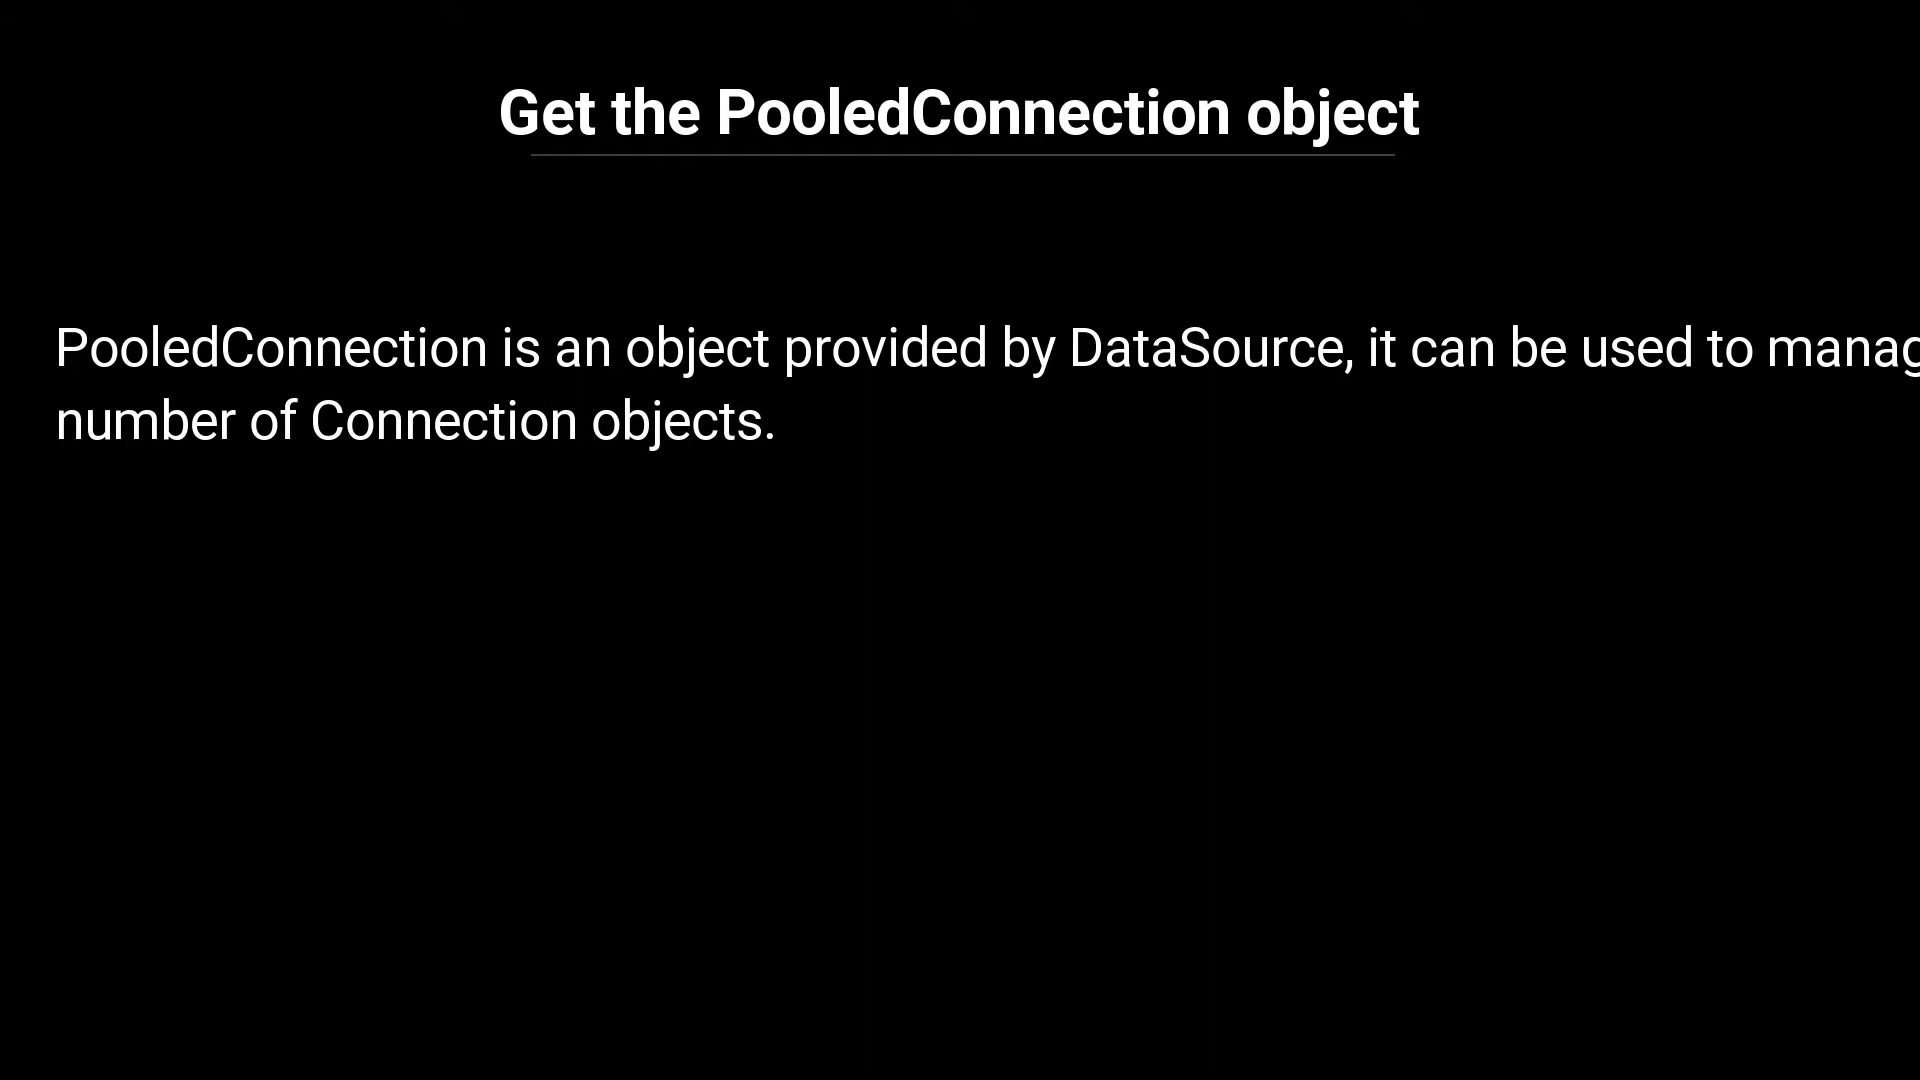 Get the PooledConnection object
PooledConnection is an object provided by DataSource, it can be used to manag
number of Connection objects.